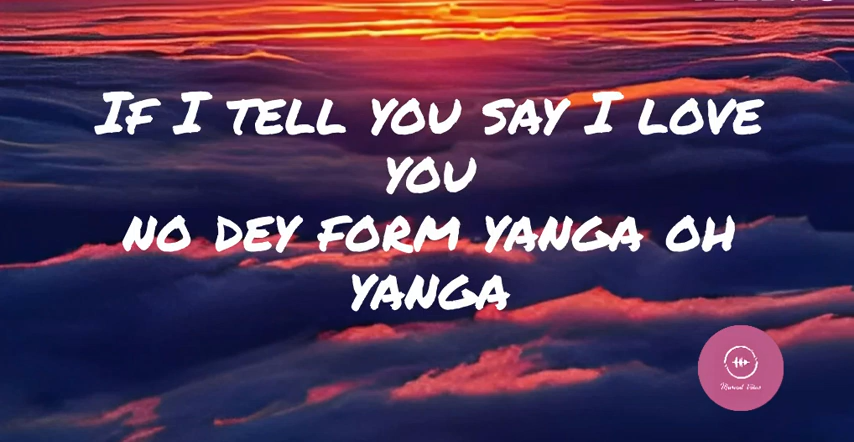 If I tell you say I love
you
no dey form yanga oh
yanga